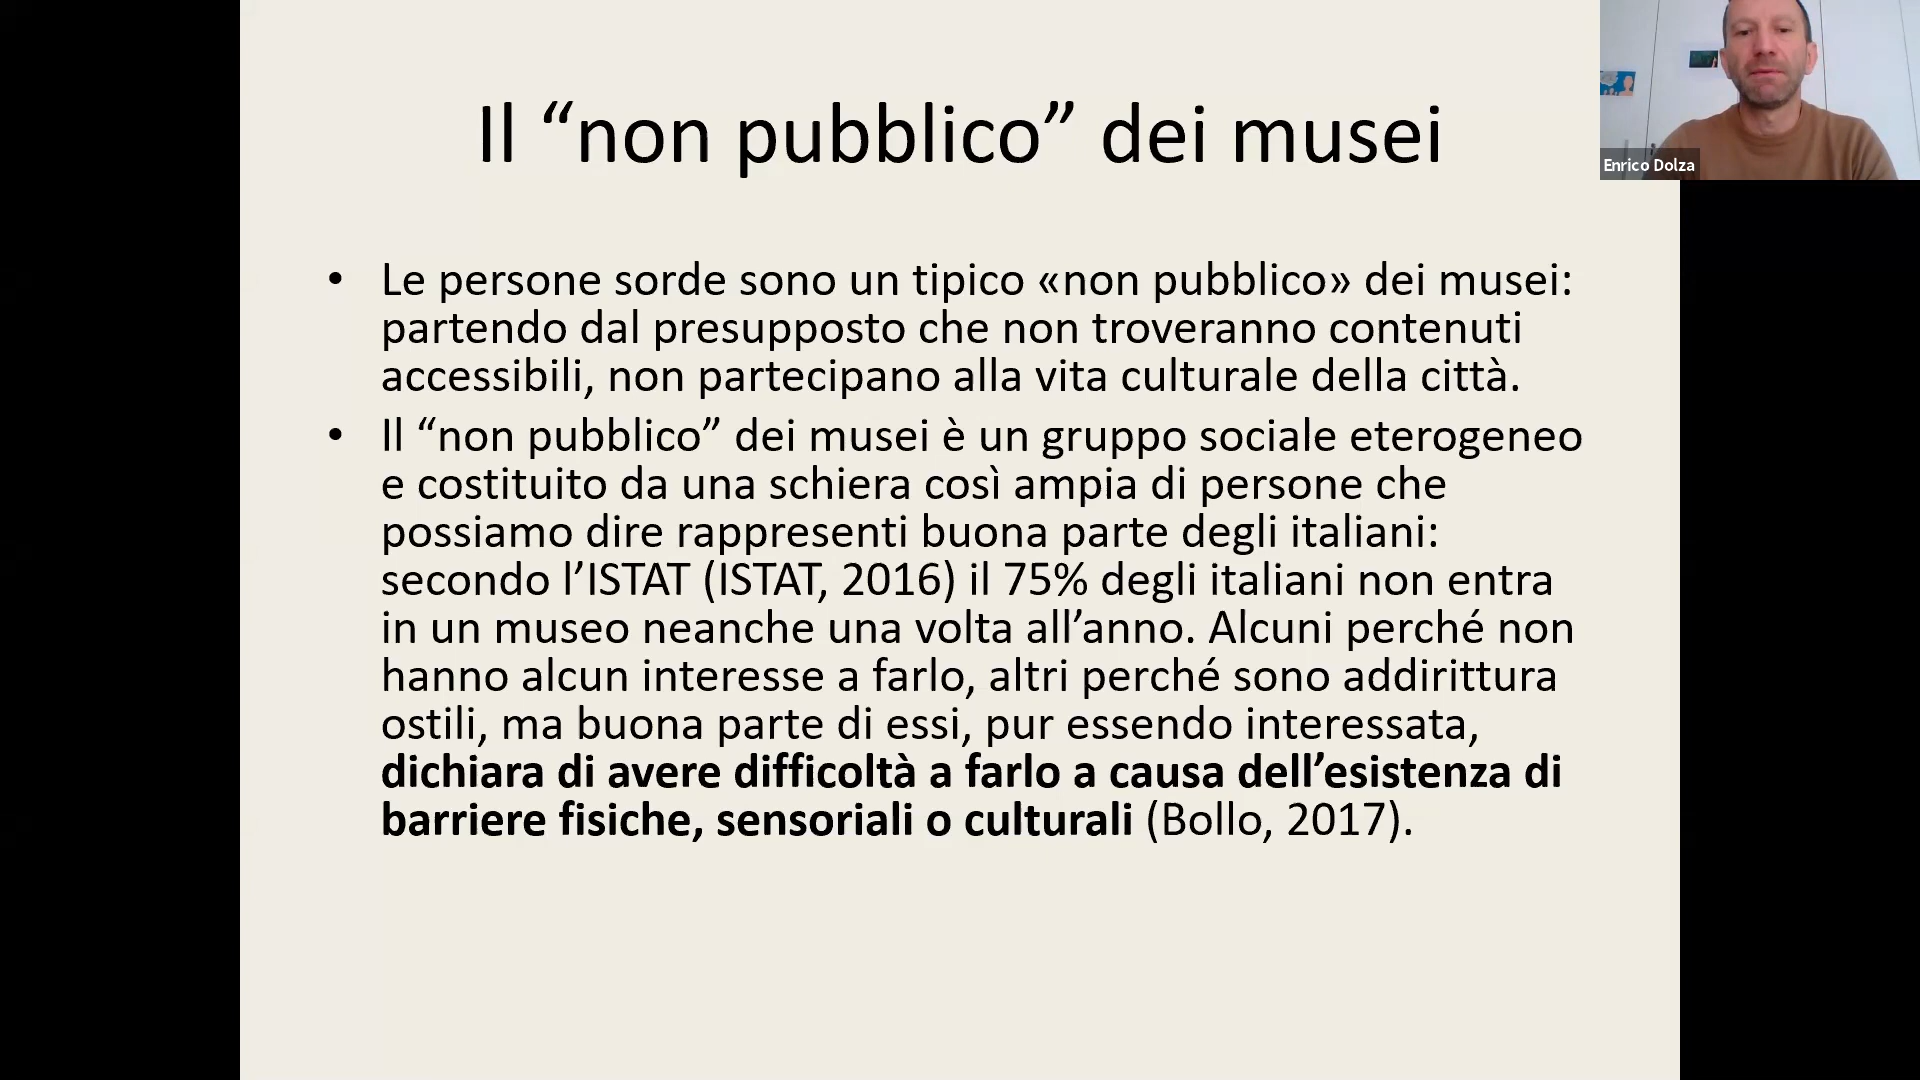 Il “non pubblico” dei musei
Enrico Dolza
• Le persone sorde sono un tipico «non pubblico» dei musei:
partendo dal presupposto che non troveranno contenuti
accessibili, non partecipano alla vita culturale della città.
• Il “non pubblico” dei musei è un gruppo sociale eterogeneo
e costituito da una schiera così ampia di persone che
possiamo dire rappresenti buona parte degli italiani:
secondo l’ISTAT (ISTAT, 2016) il 75% degli italiani non entra
in un museo neanche una volta all’anno. Alcuni perché non
hanno alcun interesse a farlo, altri perché sono addirittura
ostili, ma buona parte di essi, pur essendo interessata,
dichiara di avere difficoltà a farlo a causa dell’esistenza di
barriere fisiche, sensoriali o culturali (Bollo, 2017).